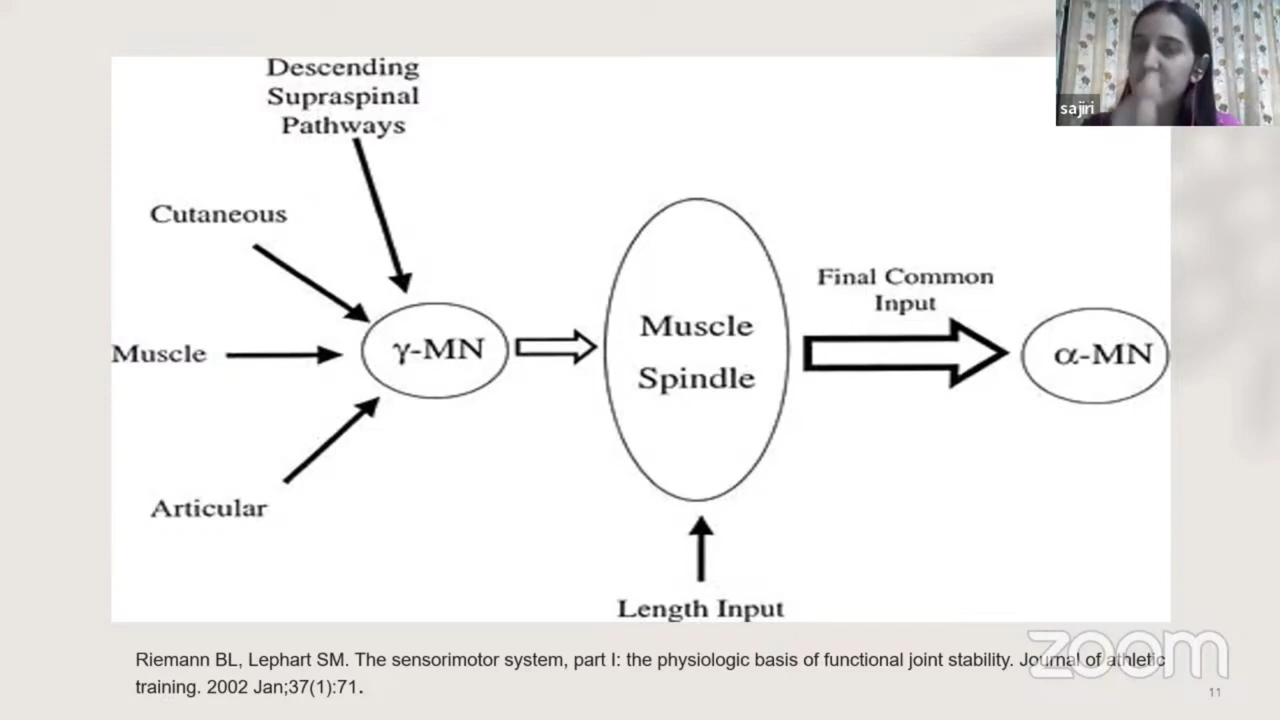 Descending
Supraspinal
Pathways
sajiri
Cutaneous
Final Common
Input
Muscle
γ-MN
Muscle
Spindle
α-MN
Articular
Length Input
Riemann BL, Lephart SM. The sensorimotor system, part I: the physiologic basis of functional joint stability. Journal of athletic
training. 2002 Jan;37(1):71.
zoom
11